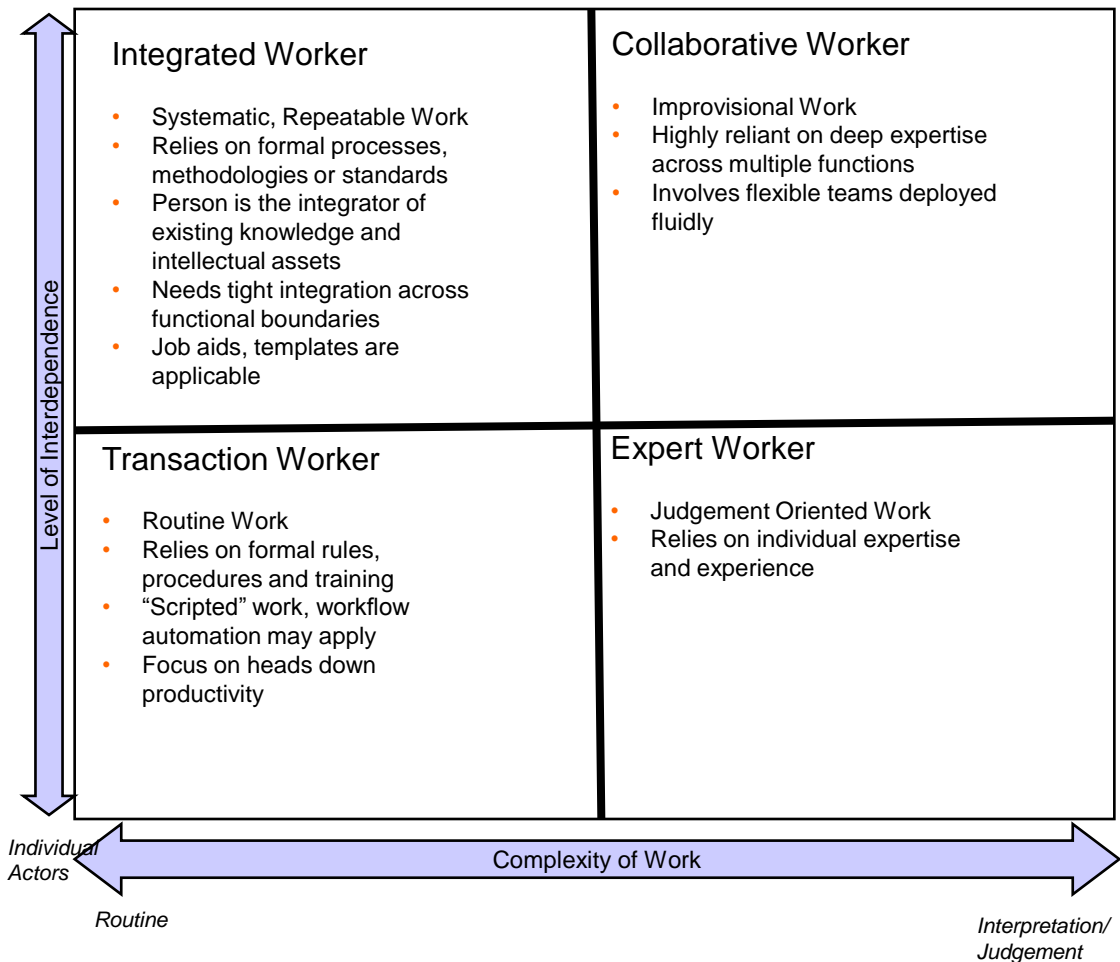 Integrated Worker
• Systematic, Repeatable Work
• Relies on formal processes,
methodologies or standards
• Person is the integrator of
existing knowledge and
intellectual assets
• Needs tight integration across
functional boundaries
• Job aids, templates are
applicable
Collaborative Worker
• Improvisional Work
• Highly reliant on deep expertise
across multiple functions
• Involves flexible teams deployed
fluidly
Level of Interdependence
Transaction Worker
• Routine Work
• Relies on formal rules,
procedures and training
• “Scripted” work, workflow
automation may apply
• Focus on heads down
productivity
Expert Worker
• Judgement Oriented Work
• Relies on individual expertise
and experience
Individual
Actors
Complexity of Work
Routine
Interpretation/
Judgement